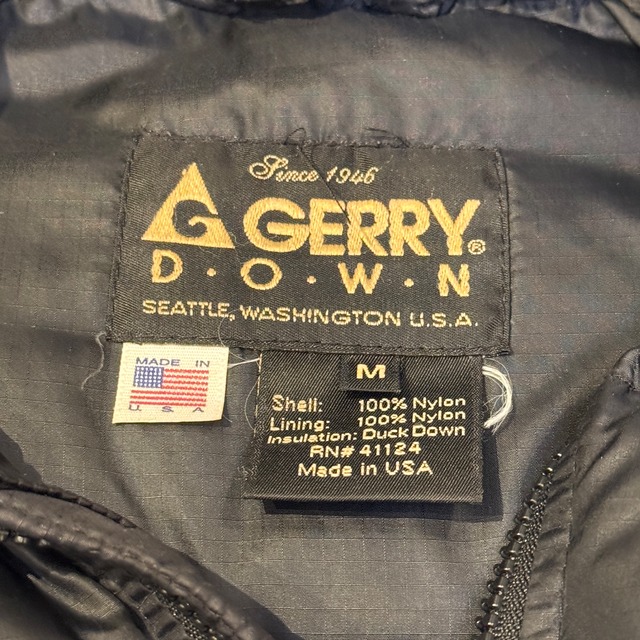 Since 1946
G GERRY®
D·O·W·N
SEATTLE, WASHINGTON U.S.A.
MADE IN
U.S.A
M
Shell: 100% Nylon
Lining: 100% Nylon
Insulation: Duck Down
RN# 41124
Made in USA